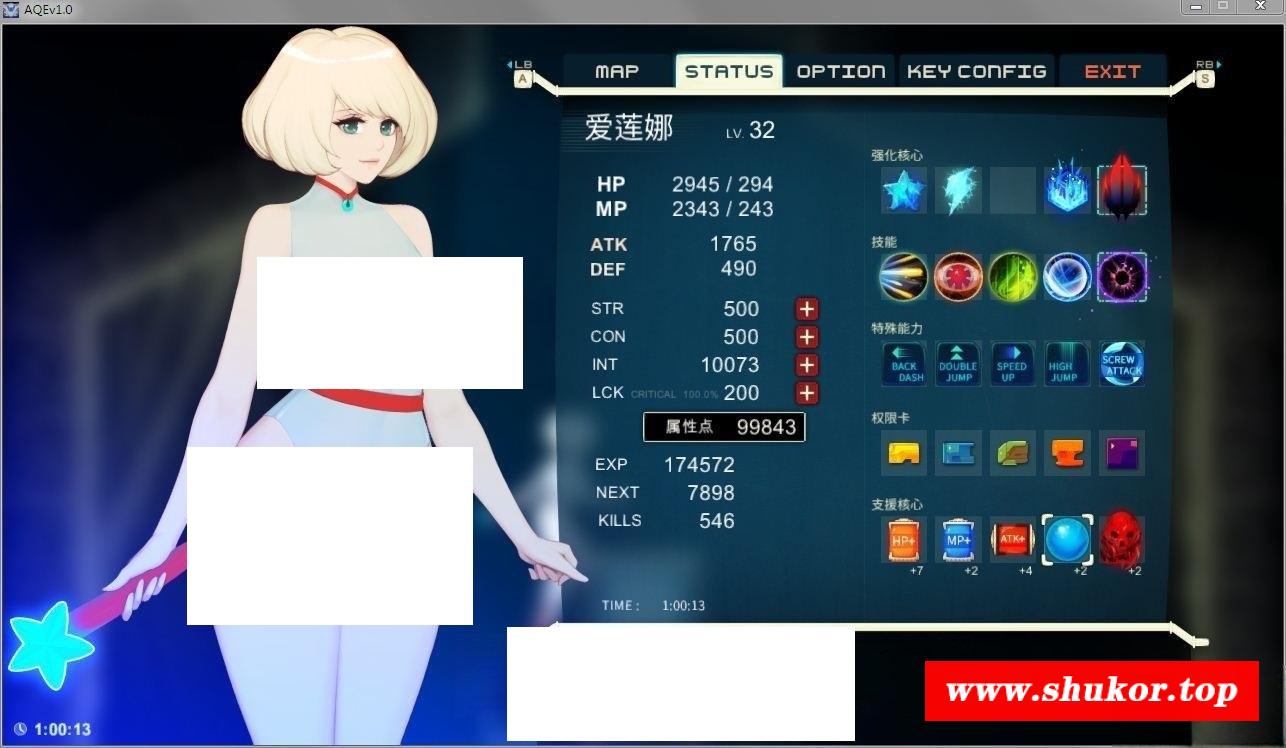 AQEv1.0
LB
A
MAP
STATUS
OPTION
KEY CONFIG
EXIT
RB
S
爱莲娜
LV. 32
HP 2945 / 294
MP 2343 / 243
ATK 1765
DEF 490
STR 500
CON 500
INT 10073
LCK CRITICAL 100.0% 200
属性点 99843
EXP 174572
NEXT 7898
KILLS 546
TIME : 1:00:13
强化核心
技能
特殊能力
BACK DASH
DOUBLE JUMP
SPEED UP
HIGH JUMP
SCREW ATTACK
权限卡
支援核心
HP+
MP+
ATK+
+7
+2
+4
+2
+2
1:00:13
www.shukor.top